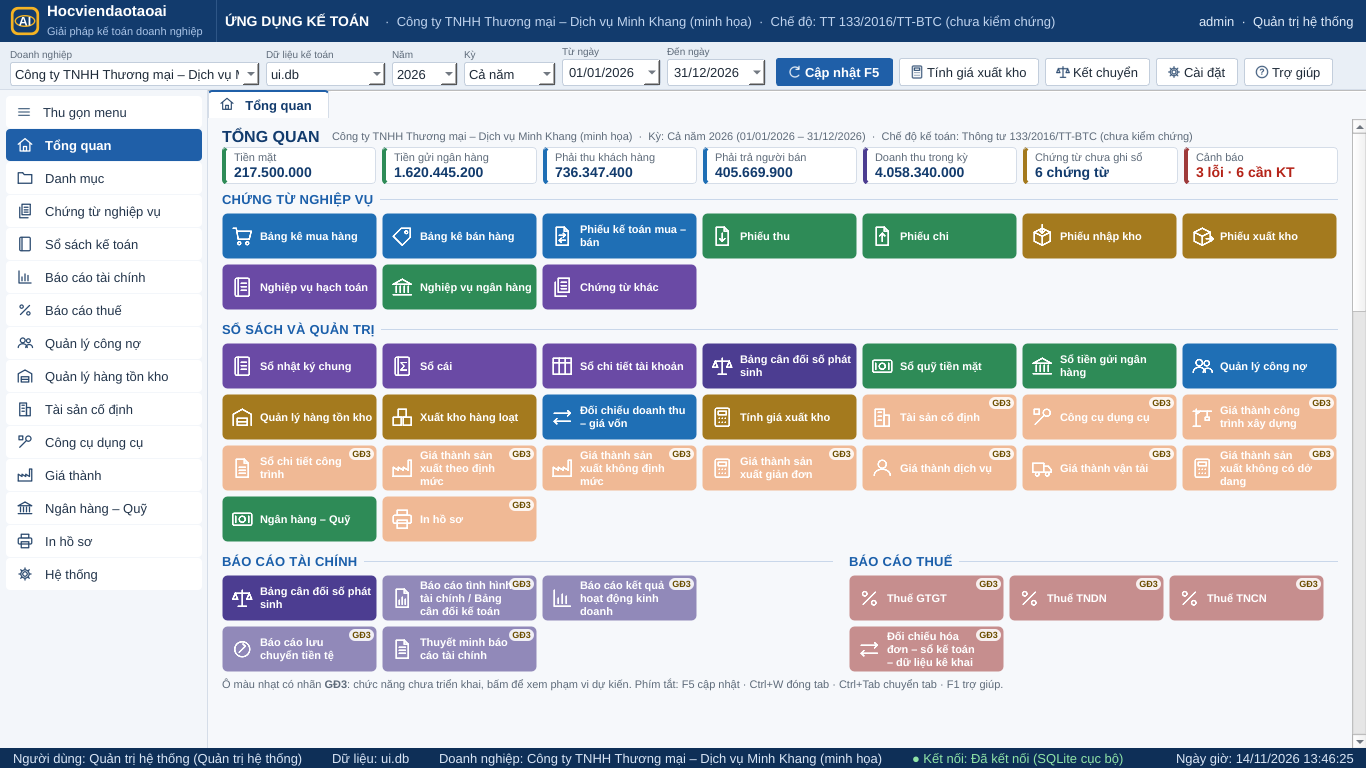 Hocviendaotaoai
Giải pháp kế toán doanh nghiệp
ỨNG DỤNG KẾ TOÁN · Công ty TNHH Thương mại – Dịch vụ Minh Khang (minh họa) · Chế độ: TT 133/2016/TT-BTC (chưa kiểm chứng)
admin · Quản trị hệ thống
Doanh nghiệp
Công ty TNHH Thương mại – Dịch vụ
Dữ liệu kế toán
ui.db
Năm
2026
Kỳ
Cả năm
Từ ngày
01/01/2026
Đến ngày
31/12/2026
Cập nhật F5
Tính giá xuất kho
Kết chuyển
Cài đặt
Trợ giúp
Thu gọn menu
Tổng quan
Danh mục
Chứng từ nghiệp vụ
Sổ sách kế toán
Báo cáo tài chính
Báo cáo thuế
Quản lý công nợ
Quản lý hàng tồn kho
Tài sản cố định
Công cụ dụng cụ
Giá thành
Ngân hàng – Quỹ
In hồ sơ
Hệ thống
Tổng quan
TỔNG QUAN Công ty TNHH Thương mại – Dịch vụ Minh Khang (minh họa) · Kỳ: Cả năm 2026 (01/01/2026 – 31/12/2026) · Chế độ kế toán: Thông tư 133/2016/TT-BTC (chưa kiểm chứng)
Tiền mặt
217.500.000
Tiền gửi ngân hàng
1.620.445.200
Phải thu khách hàng
736.347.400
Phải trả người bán
405.669.900
Doanh thu trong kỳ
4.058.340.000
Chứng từ chưa ghi sổ
6 chứng từ
Cảnh báo
3 lỗi · 6 cần KT
CHỨNG TỪ NGHIỆP VỤ
Bảng kê mua hàng
Bảng kê bán hàng
Phiếu kế toán mua –
bán
Phiếu thu
Phiếu chi
Phiếu nhập kho
Phiếu xuất kho
Nghiệp vụ hạch toán
Nghiệp vụ ngân hàng
Chứng từ khác
SỔ SÁCH VÀ QUẢN TRỊ
Sổ nhật ký chung
Sổ cái
Sổ chi tiết tài khoản
Bảng cân đối số phát
sinh
Sổ quỹ tiền mặt
Sổ tiền gửi ngân
hàng
Quản lý công nợ
Quản lý hàng tồn kho
Xuất kho hàng loạt
Đối chiếu doanh thu
– giá vốn
Tính giá xuất kho
Tài sản cố định
GĐ3
Công cụ dụng cụ
GĐ3
Giá thành công
trình xây dựng
GĐ3
Sổ chi tiết công
trình
GĐ3
Giá thành sản
xuất theo định
mức
GĐ3
Giá thành sản
xuất không định
mức
GĐ3
Giá thành sản
xuất giản đơn
GĐ3
Giá thành dịch vụ
GĐ3
Giá thành vận tải
GĐ3
Giá thành sản
xuất không có dở
dang
GĐ3
Ngân hàng – Quỹ
In hồ sơ
GĐ3
BÁO CÁO TÀI CHÍNH
Bảng cân đối số phát
sinh
Báo cáo tình hình
tài chính / Bảng
cân đối kế toán
GĐ3
Báo cáo kết quả
hoạt động kinh
doanh
GĐ3
Báo cáo lưu
chuyển tiền tệ
GĐ3
Thuyết minh báo
cáo tài chính
GĐ3
BÁO CÁO THUẾ
Thuế GTGT
GĐ3
Thuế TNDN
GĐ3
Thuế TNCN
GĐ3
Đối chiếu hóa
đơn – sổ kế toán
– dữ liệu kê khai
GĐ3
Ô màu nhạt có nhãn GĐ3: chức năng chưa triển khai, bấm để xem phạm vi dự kiến. Phím tắt: F5 cập nhật · Ctrl+W đóng tab · Ctrl+Tab chuyển tab · F1 trợ giúp.
Người dùng: Quản trị hệ thống (Quản trị hệ thống)
Dữ liệu: ui.db
Doanh nghiệp: Công ty TNHH Thương mại – Dịch vụ Minh Khang (minh họa)
● Kết nối: Đã kết nối (SQLite cục bộ)
Ngày giờ: 14/11/2026 13:46:25